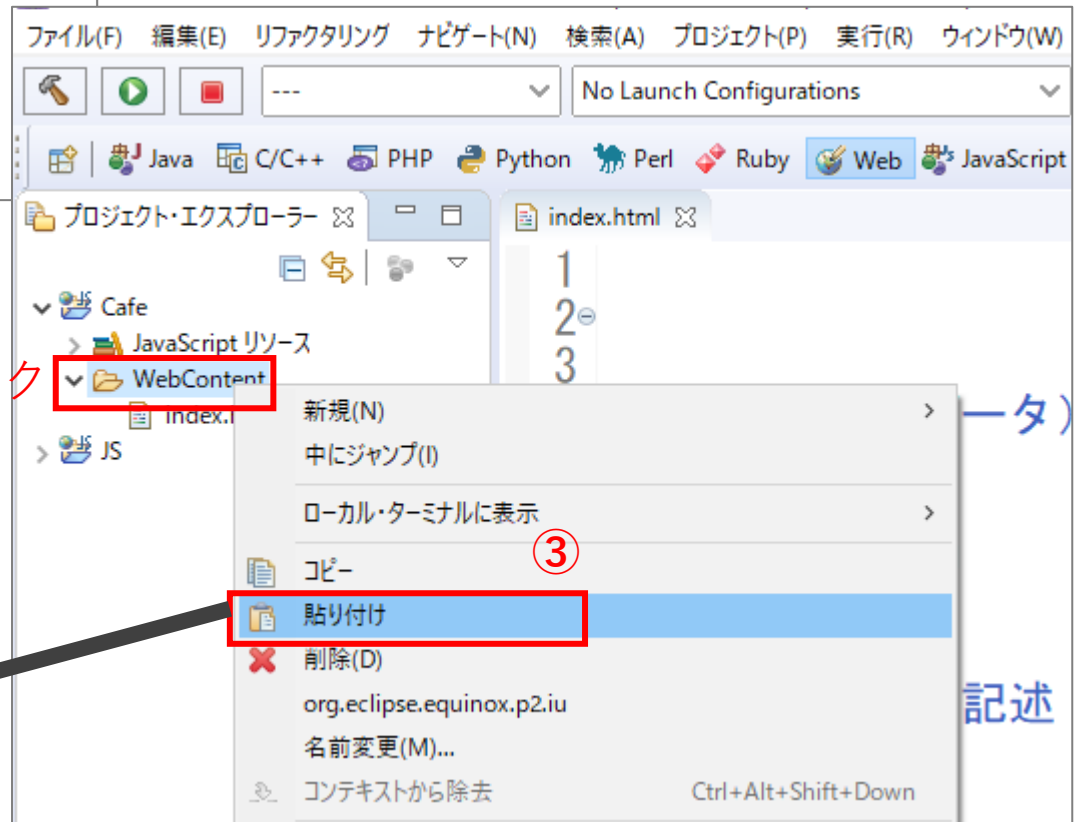 ファイル(F) 編集(E) リファクタリング ナビゲート(N) 検索(A) プロジェクト(P) 実行(R) ウィンドウ(W)
--- No Launch Configurations
Java C/C++ PHP Python Perl Ruby Web JavaScript
プロジェクト・エクスプローラー index.html
1
Cafe
2
JavaScript リソース
3
ク WebContent
新規(N)
ータ)
中にジャンプ(I)
JS
ローカル・ターミナルに表示
③
コピー
貼り付け
削除(D)
org.eclipse.equinox.p2.iu
記述
名前変更(M)...
コンテキストから除去 Ctrl+Alt+Shift+Down